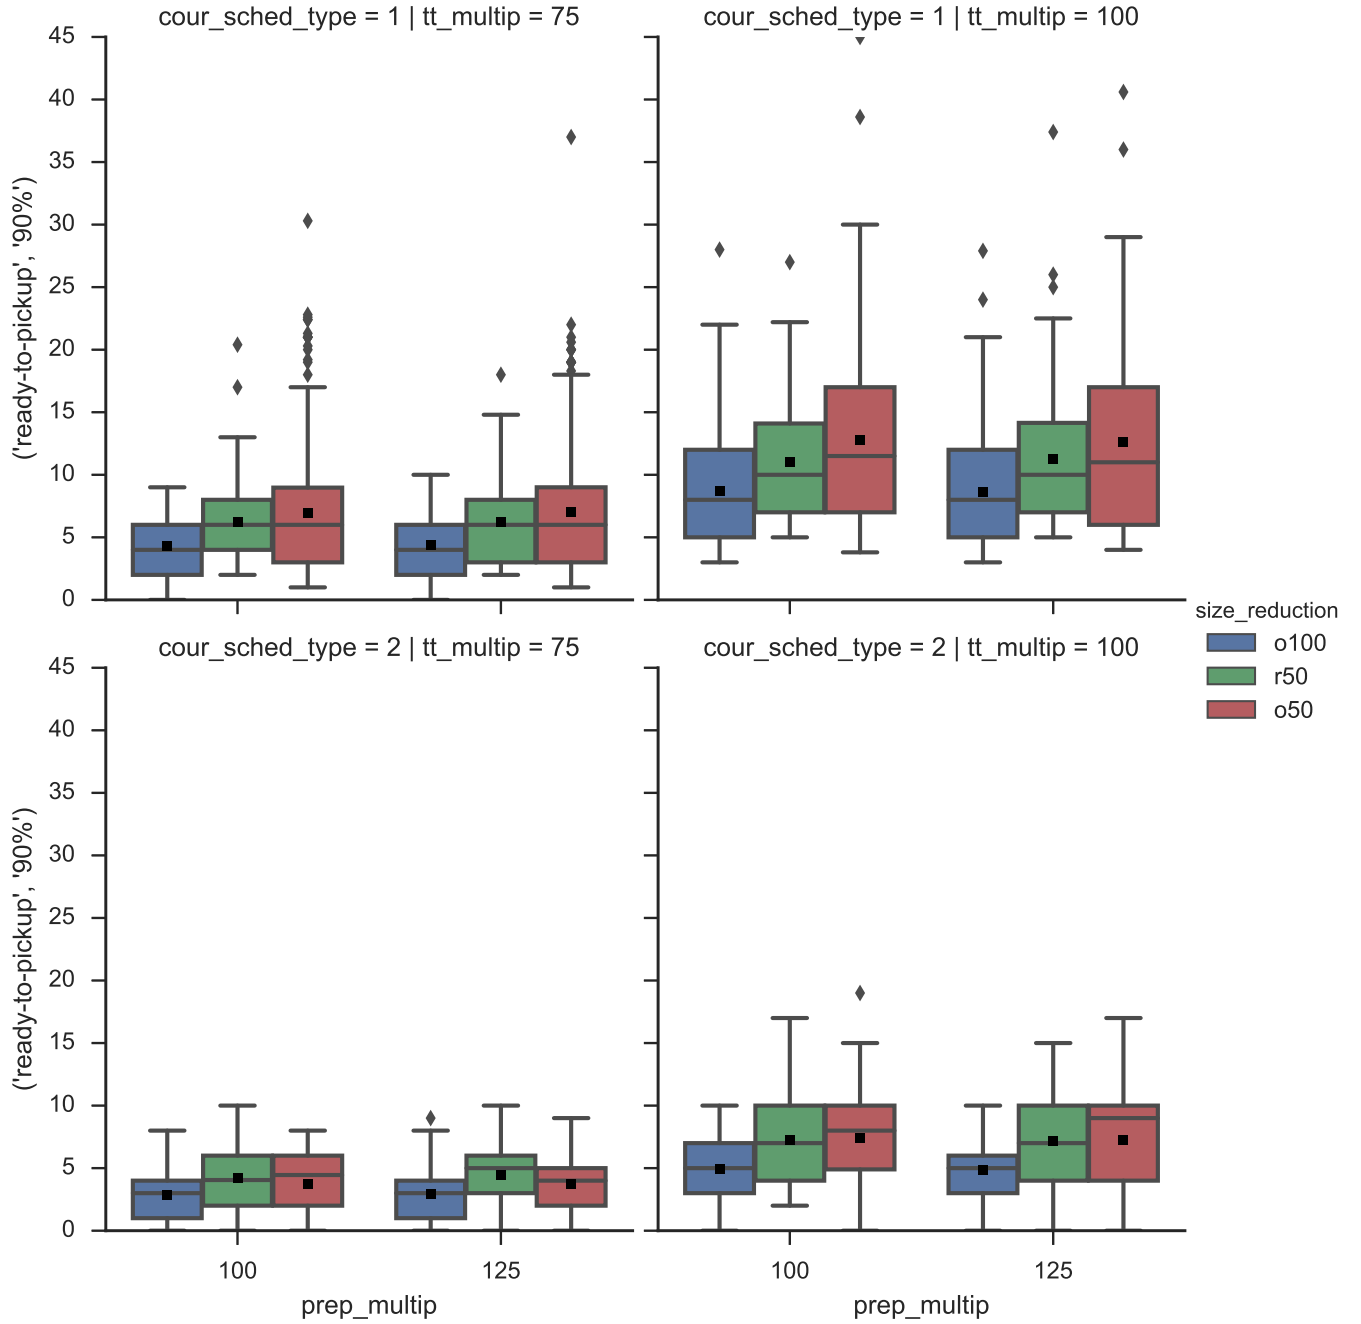 cour_sched_type = 1 | tt_multip = 75
cour_sched_type = 1 | tt_multip = 100
45
40
35
30
25
20
15
10
5
0
('ready-to-pickup', '90%')
size_reduction
o100
r50
o50
cour_sched_type = 2 | tt_multip = 75
cour_sched_type = 2 | tt_multip = 100
45
40
35
30
25
20
15
10
5
0
('ready-to-pickup', '90%')
100
125
100
125
prep_multip
prep_multip